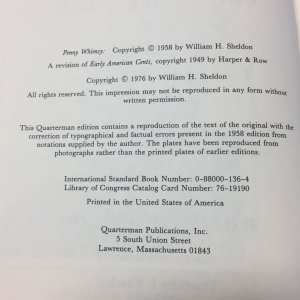 Penny Whimsy: Copyright © 1958 by William H. Sheldon
A revision of Early American Cents, copyright 1949 by Harper & Row
Copyright © 1976 by William H. Sheldon
All rights reserved. This impression may not be reproduced in any form without
written permission.
This Quarterman edition contains a reproduction of the text of the original with the
correction of typographical and factual errors present in the 1958 edition from
notations supplied by the author. The plates have been reproduced from
photographs rather than the printed plates of earlier editions.
International Standard Book Number: 0-88000-136-4
Library of Congress Catalog Card Number: 76-19190
Printed in the United States of America
Quarterman Publications, Inc.
5 South Union Street
Lawrence, Massachusetts 01843